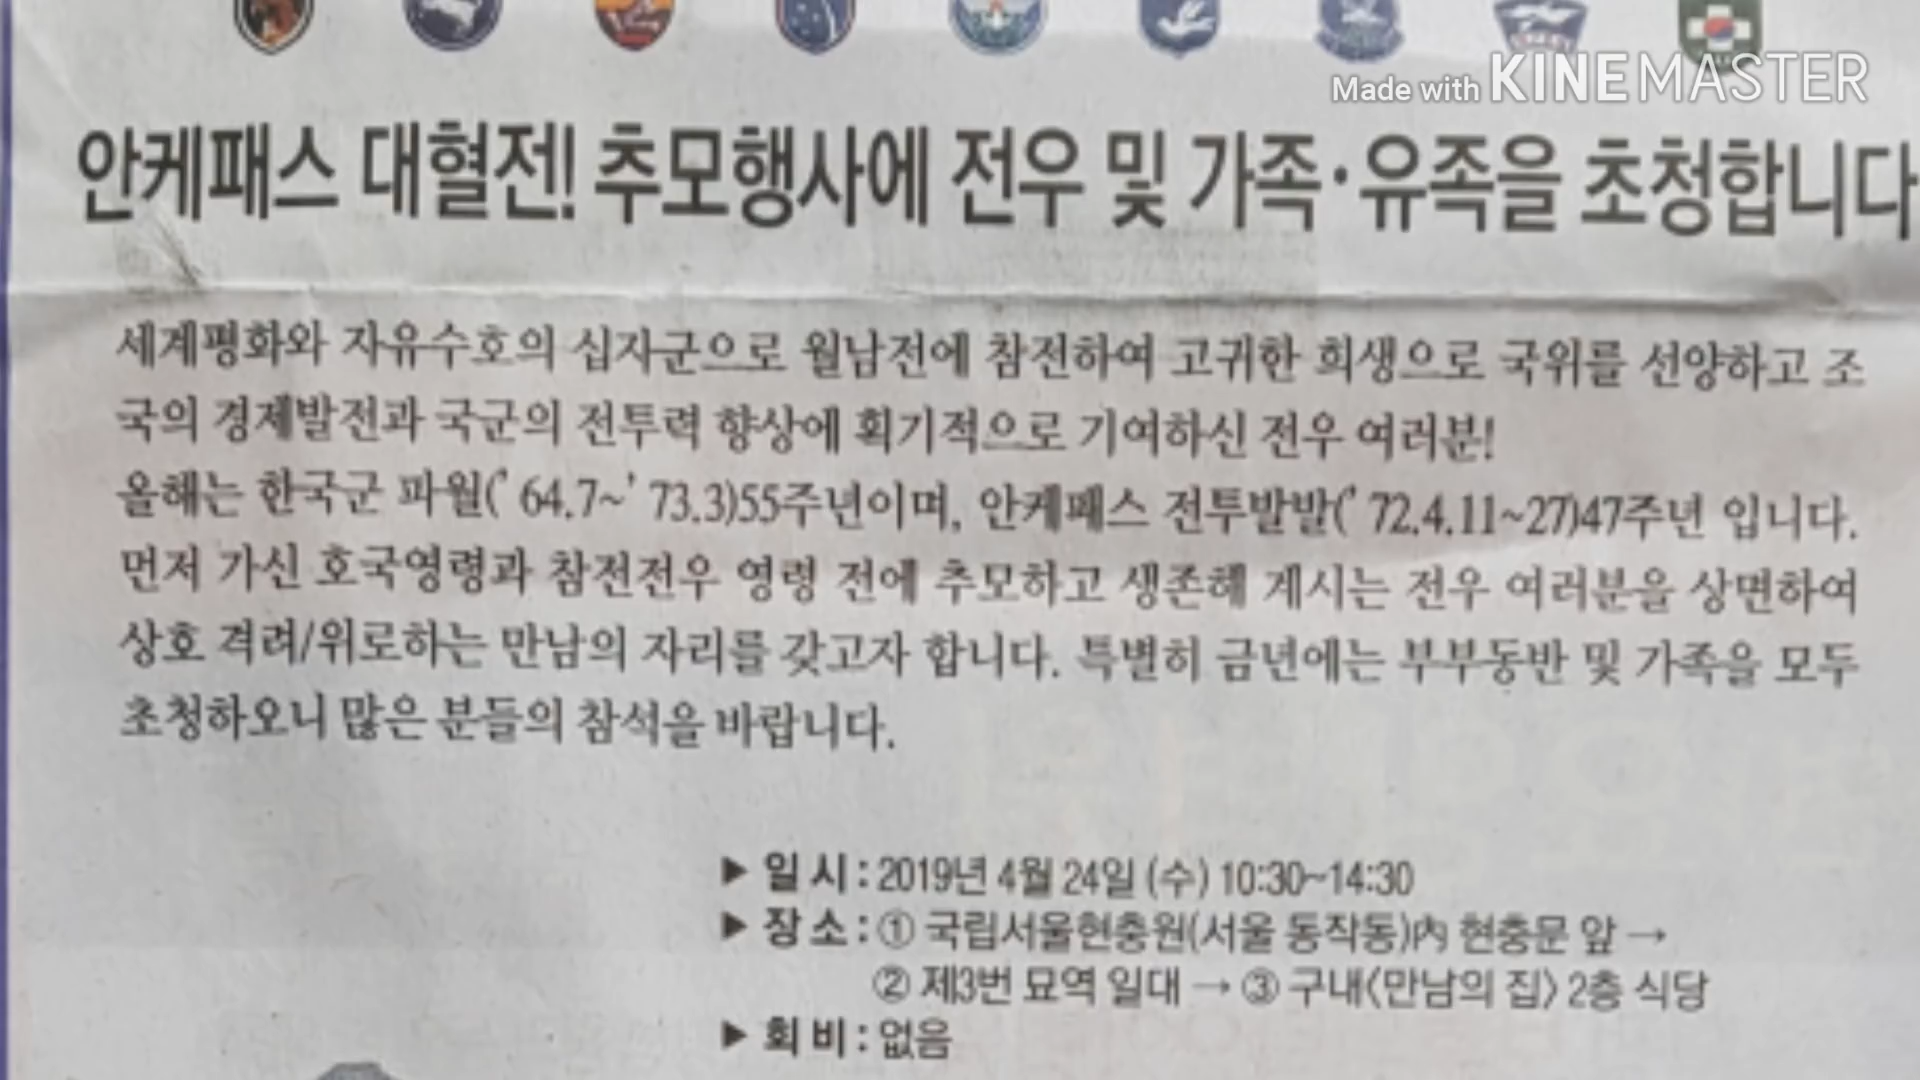 Made with KINEMASTER
안케패스 대혈전! 추모행사에 전우 및 가족·유족을 초청합니다
세계평화와 자유수호의 십자군으로 월남전에 참전하여 고귀한 희생으로 국위를 선양하고 조
국의 경제발전과 국군의 전투력 향상에 획기적으로 기여하신 전우 여러분!
올해는 한국군 파월(' 64.7~' 73.3)55주년이며, 안케패스 전투발발(' 72.4.11~27)47주년 입니다.
먼저 가신 호국영령과 참전전우 영령 전에 추모하고 생존해 계시는 전우 여러분을 상면하여
상호 격려/위로하는 만남의 자리를 갖고자 합니다. 특별히 금년에는 부부동반 및 가족을 모두
초청하오니 많은 분들의 참석을 바랍니다.
▶ 일 시 : 2019년 4월 24일 (수) 10:30~14:30
▶ 장 소 : ① 국립서울현충원(서울 동작동)内 현충문 앞 →
② 제3번 묘역 일대 → ③ 구내<만남의 집> 2층 식당
▶ 회 비 : 없음